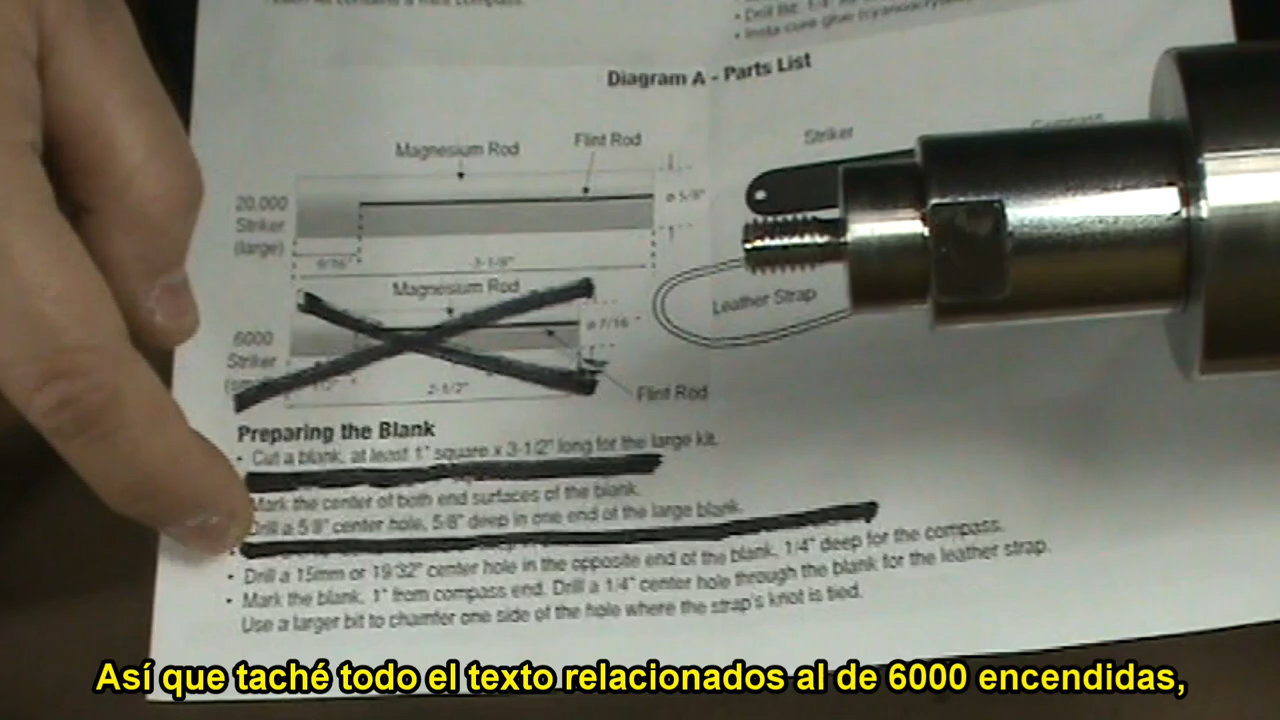 Diagram A - Parts List
Magnesium Rod
Flint Rod
Striker
20,000
Striker
(large)
ø 5/8"
9/16"
3-1/8"
Magnesium Rod
6000
Striker
ø 7/16"
2-1/2"
Flint Rod
Leather Strap
Preparing the Blank
• Cut a blank, at least 1" square x 3-1/2" long for the large kit.
Mark the center of both end surfaces of the blank.
Drill a 5/8" center hole, 5/8" deep in one end of the large blank.
• Drill a 15mm or 19/32" center hole in the opposite end of the blank, 1/4" deep for the compass.
• Mark the blank, 1" from compass end. Drill a 1/4" center hole through the blank for the leather strap.
Use a larger bit to chamfer one side of the hole where the strap's knot is tied.
Así que taché todo el texto relacionados al de 6000 encendidas,